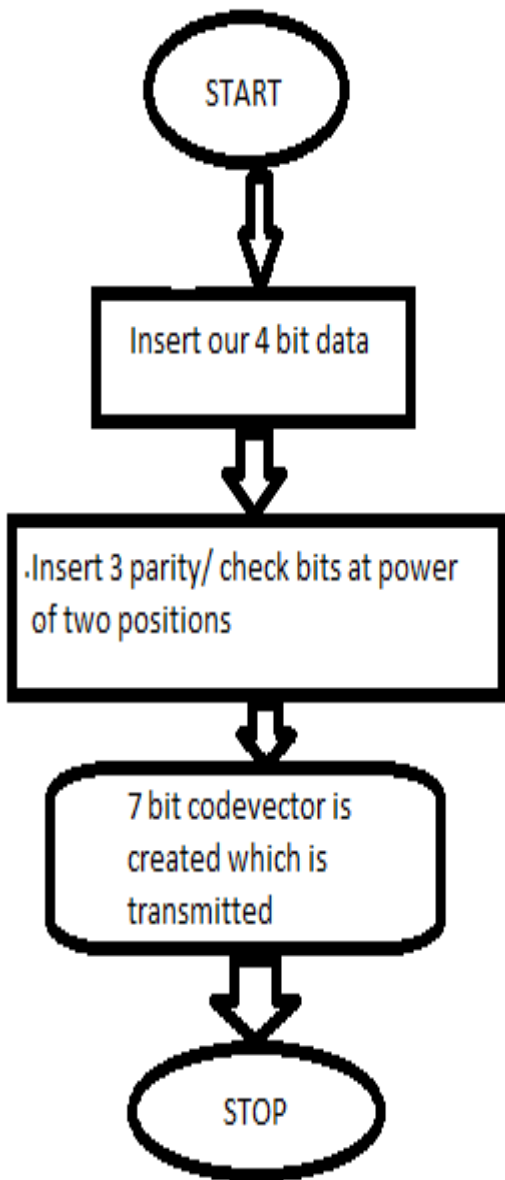 START
Insert our 4 bit data
.Insert 3 parity/ check bits at power
of two positions
7 bit codevector is
created which is
transmitted
STOP